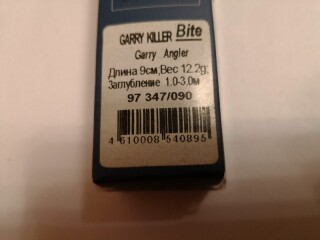 GARRY KILLER Bite
Garry Angler
Длина 9см,Вес 12.2g;
Заглубление 1.0-3.0м
97 347/090
4 610008 540895